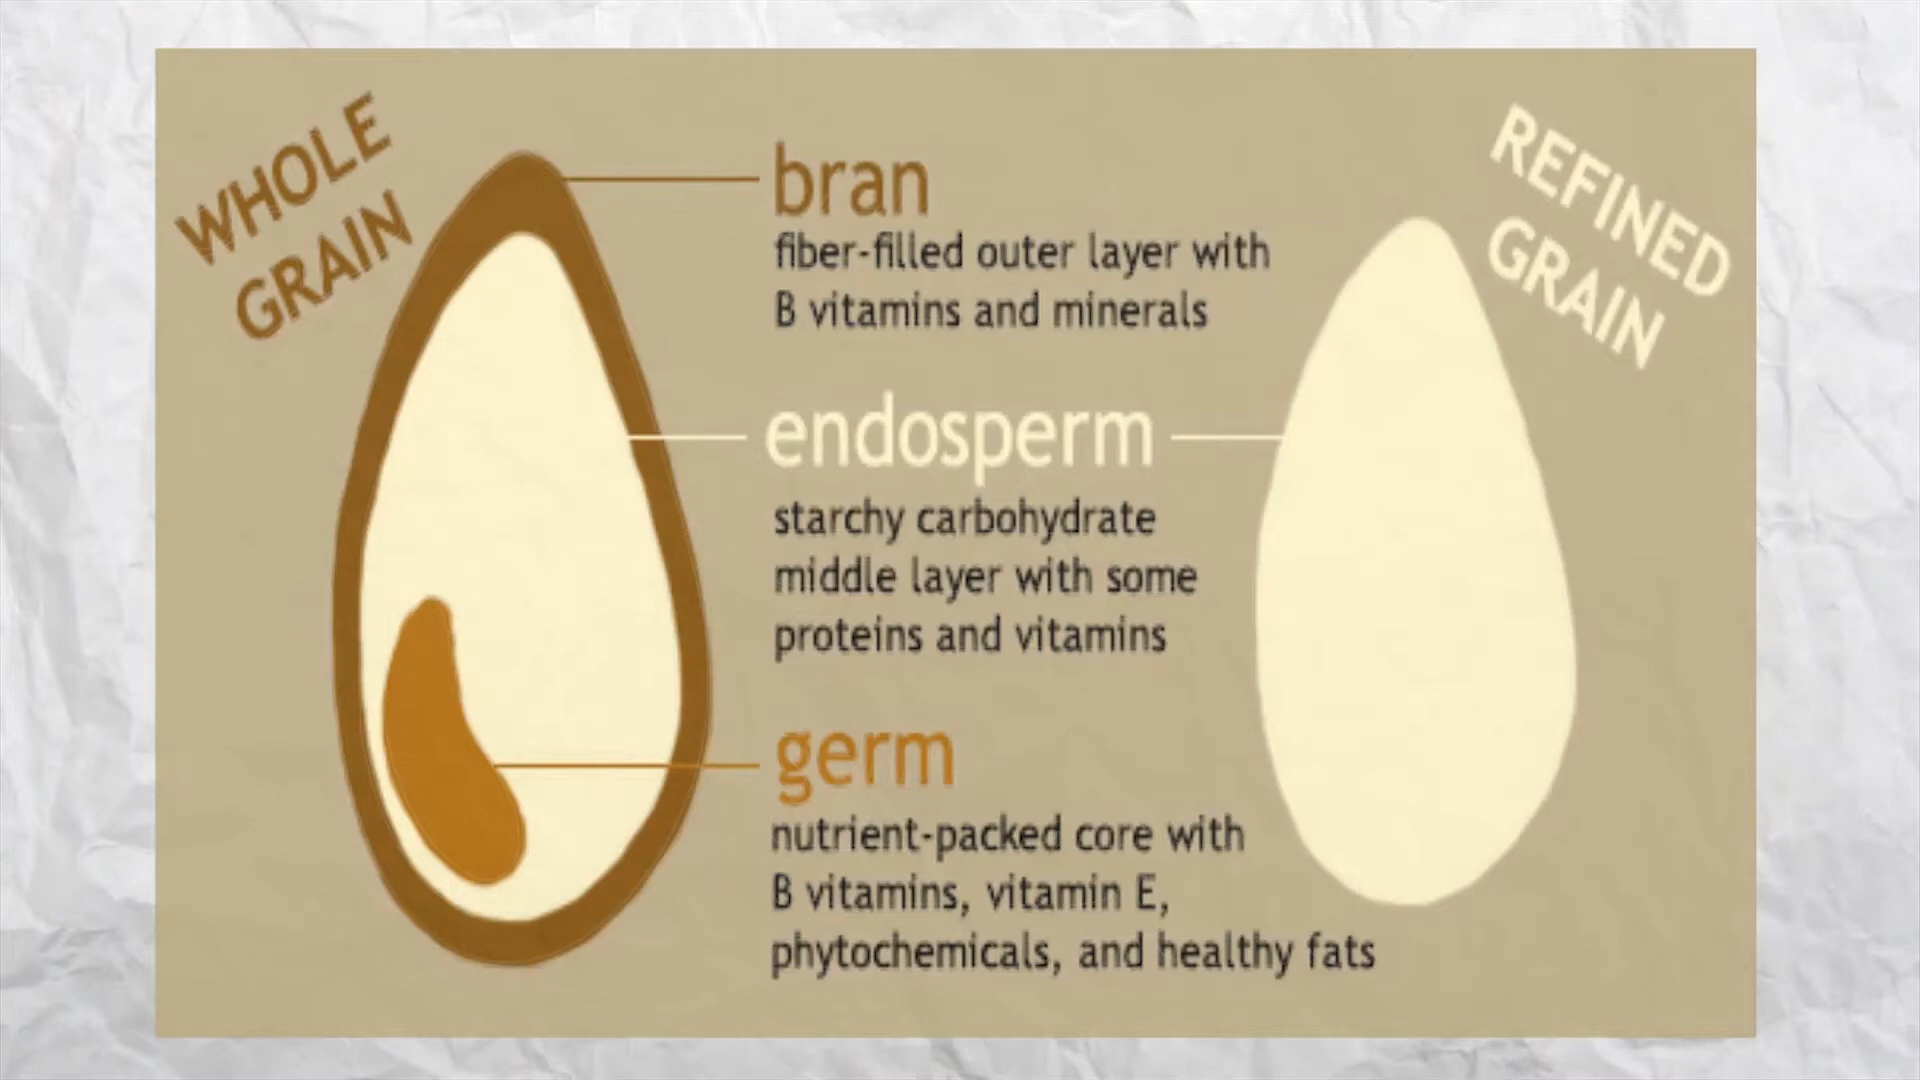 WHOLE
GRAIN
bran
fiber-filled outer layer with
B vitamins and minerals
endosperm
starchy carbohydrate
middle layer with some
proteins and vitamins
germ
nutrient-packed core with
B vitamins, vitamin E,
phytochemicals, and healthy fats
REFINED
GRAIN